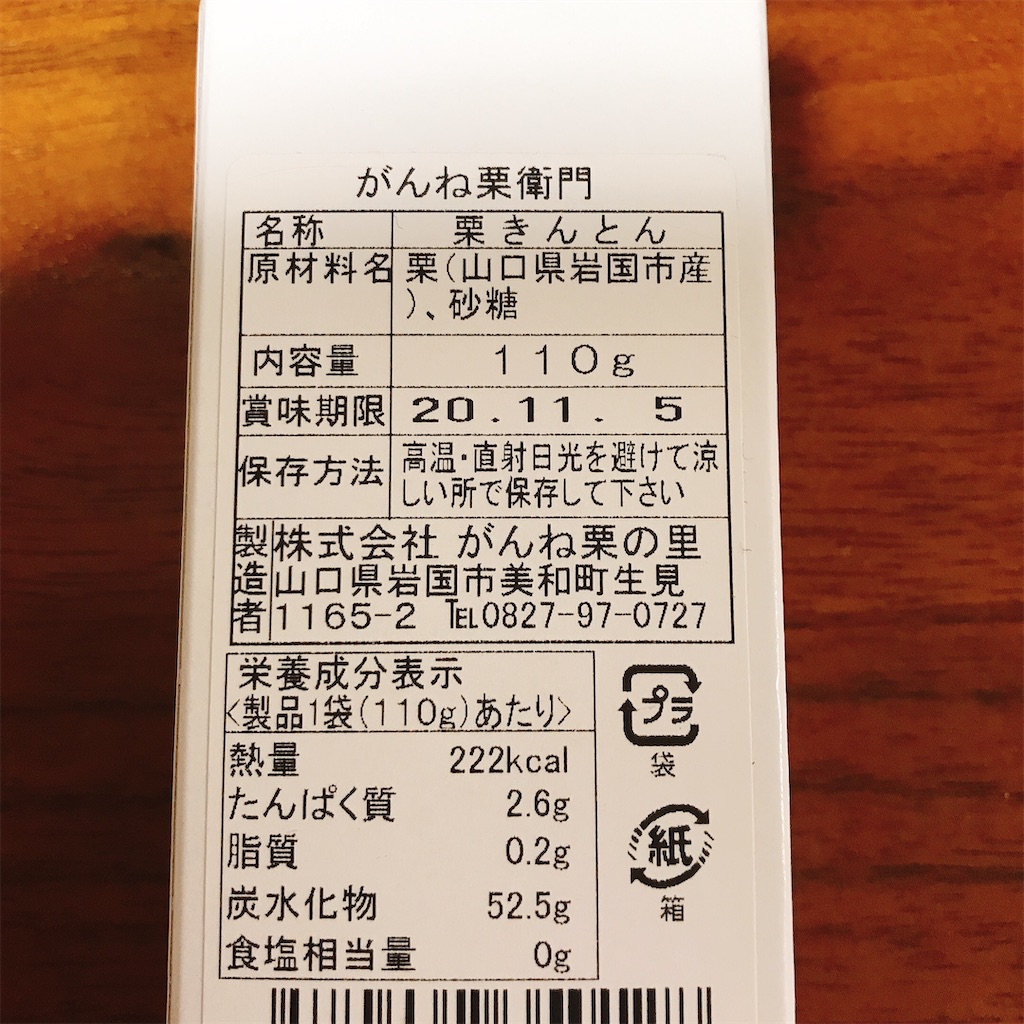 がんね栗衛門
名称 栗きんとん
原材料名 栗(山口県岩国市産
)、砂糖
内容量 110g
賞味期限 20.11. 5
保存方法 高温・直射日光を避けて涼
しい所で保存して下さい
製造者 株式会社 がんね栗の里
山口県岩国市美和町生見
1165-2 TEL0827-97-0727
栄養成分表示
<製品1袋(110g)あたり>
熱量 222kcal
たんぱく質 2.6g
脂質 0.2g
炭水化物 52.5g
食塩相当量 0g
プラ
袋
紙
箱